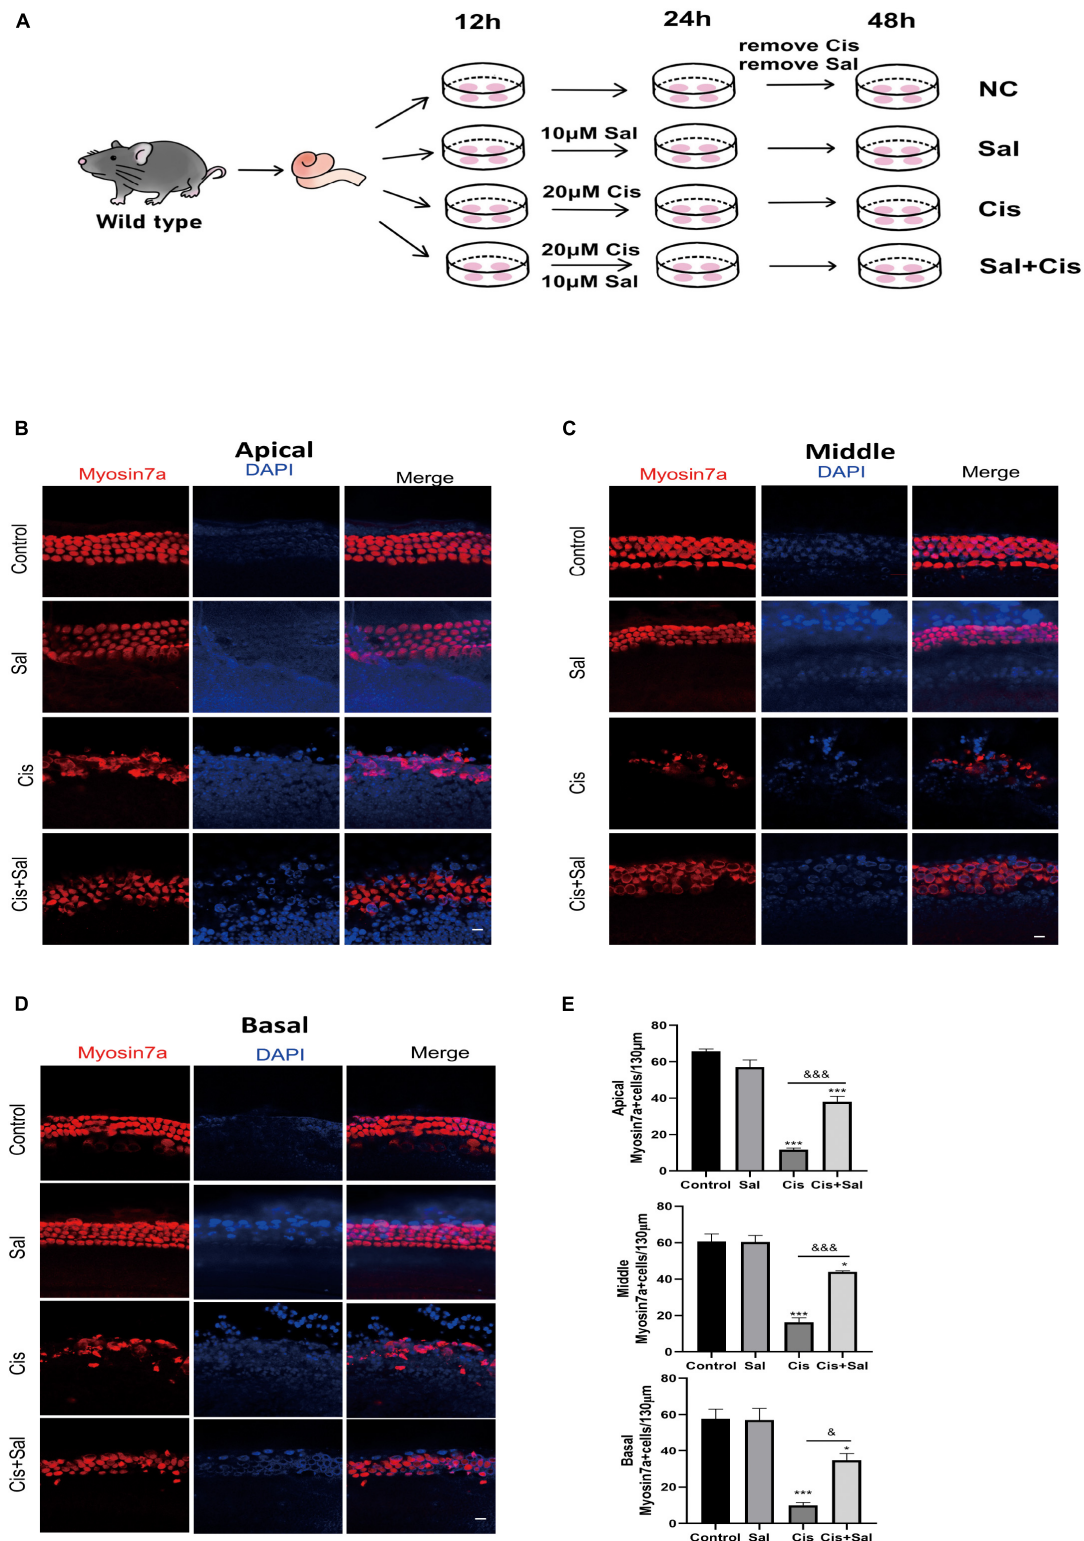 A
12h
24h
48h
remove Cis
remove Sal
NC
10μM Sal
Sal
20μM Cis
Cis
20μM Cis
10μM Sal
Sal+Cis
Wild type
B
Apical
Myosin7a
DAPI
Merge
Control
Sal
Cis
Cis+Sal
C
Middle
Myosin7a
DAPI
Merge
Control
Sal
Cis
Cis+Sal
D
Basal
Myosin7a
DAPI
Merge
Control
Sal
Cis
Cis+Sal
E
Apical
Myosin7a+cells/130μm
80
60
40
20
0
&&&
***
***
Control Sal Cis Cis+Sal
Middle
Myosin7a+cells/130μm
80
60
40
20
0
&&&
*
***
Control Sal Cis Cis+Sal
Basal
Myosin7a+cells/130μm
80
60
40
20
0
&
*
***
Control Sal Cis Cis+Sal